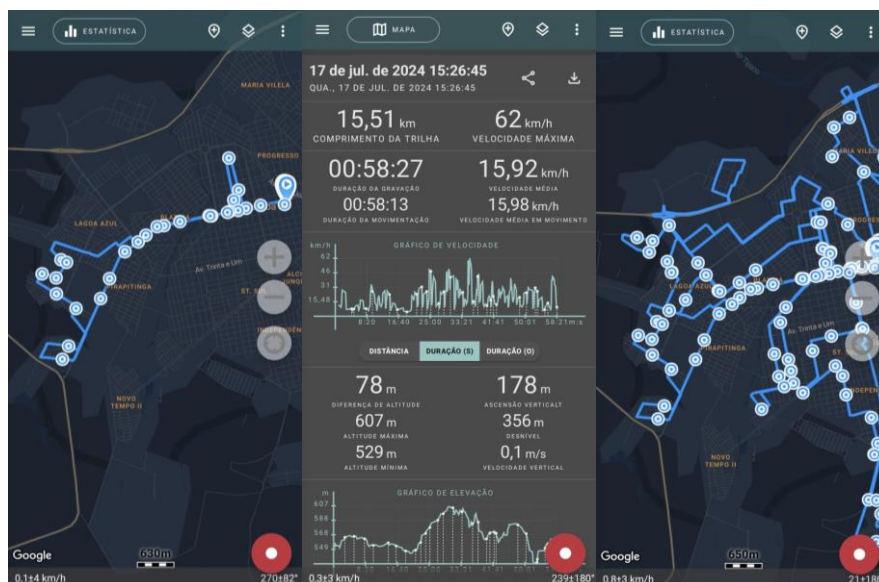 ESTATÍSTICA
MARIA VILELA
PROGRESSO
LAGOA AZUL
Av. Trinta e Um
PIRAPITINGA
NOVO
TEMPO II
Google
630m
0.1±4 km/h
270±82°
MAPA
17 de jul. de 2024 15:26:45
QUA., 17 DE JUL. DE 2024 15:26:45
15,51 km
COMPRIMENTO DA TRILHA
62 km/h
VELOCIDADE MÁXIMA
00:58:27
DURAÇÃO DA GRAVAÇÃO
15,92 km/h
VELOCIDADE MÉDIA
00:58:13
DURAÇÃO DA MOVIMENTAÇÃO
15,98 km/h
VELOCIDADE MÉDIA EM MOVIMENTO
km/h
GRÁFICO DE VELOCIDADE
62
46
31
15,48
8:20 16:40 25:00 33:21 41:41 50:01 58:21m:s
DISTÂNCIA
DURAÇÃO (S)
DURAÇÃO (O)
78 m
DIFERENÇA DE ALTITUDE
178 m
ASCENSÃO VERTICALT
607 m
ALTITUDE MÁXIMA
356 m
DESNÍVEL
529 m
ALTITUDE MÍNIMA
0,1 m/s
VELOCIDADE VERTICAL
m
GRÁFICO DE ELEVAÇÃO
607
588
568
549
0.3±3 km/h
239±180°
ESTATÍSTICA
LAGOA AZUL
Av. Trinta e Um
PIRAPITINGA
NOVO
TEMPO II
Google
650m
0.8±3 km/h